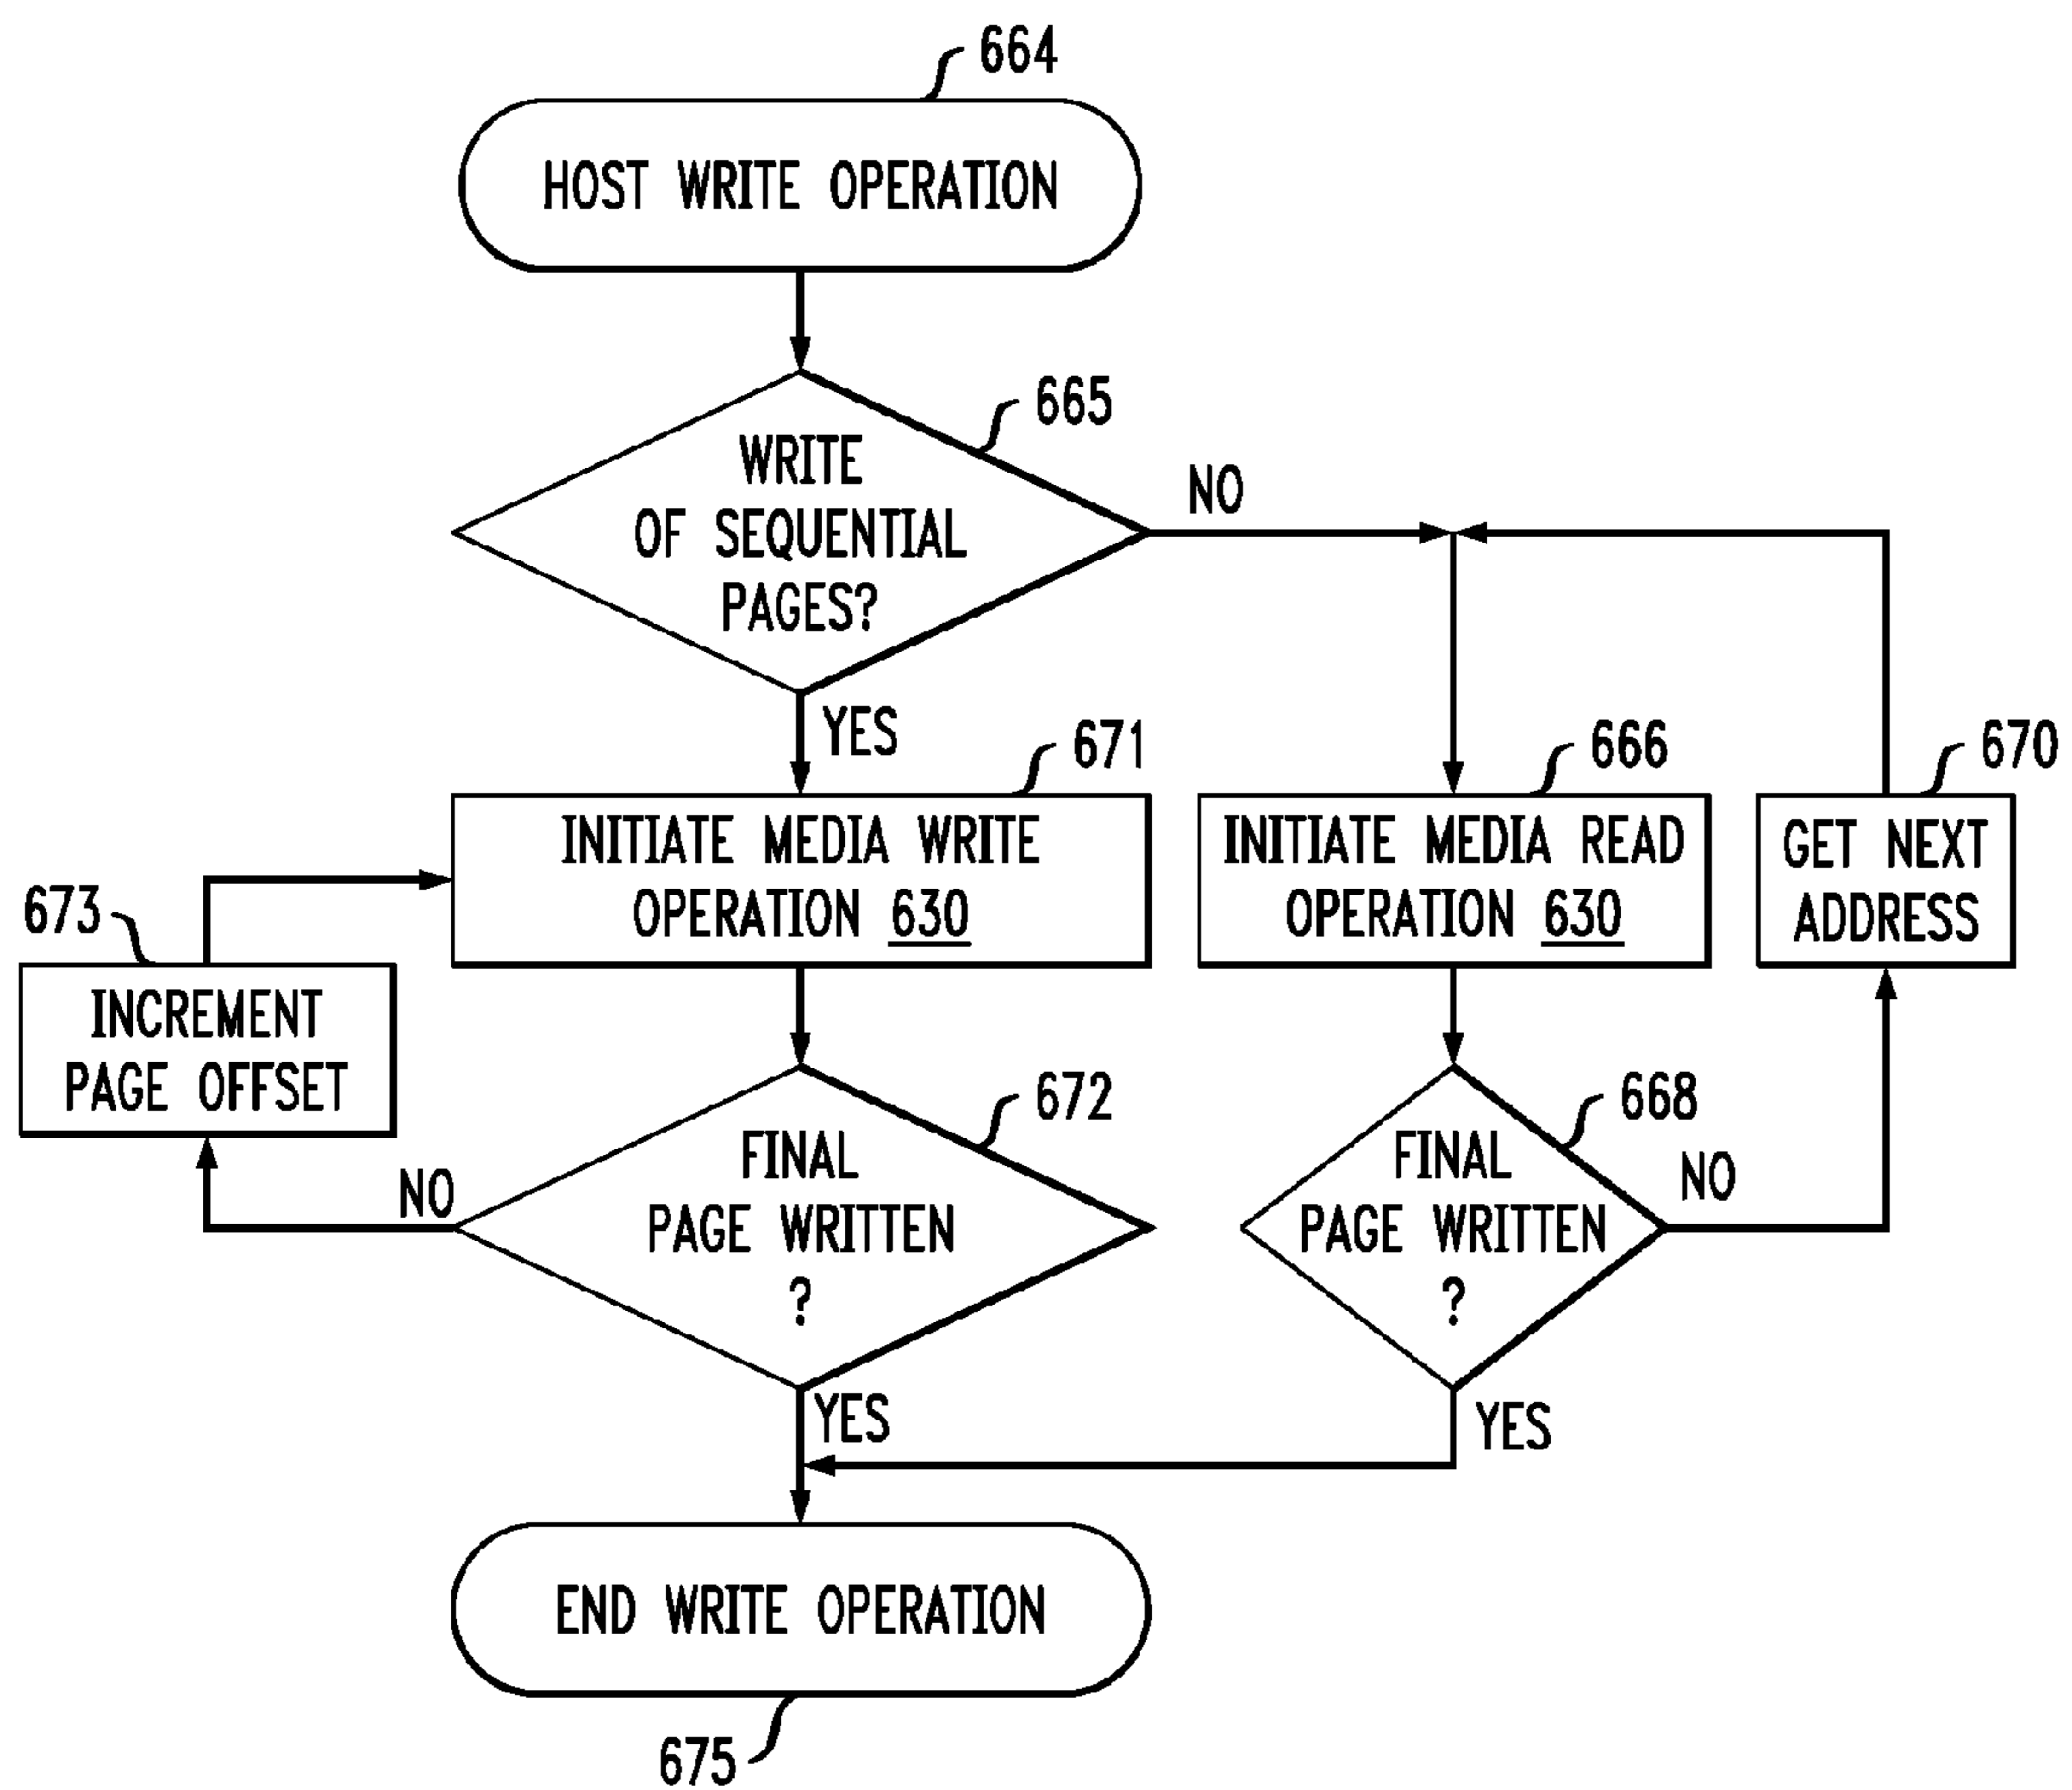 664
HOST WRITE OPERATION
665
WRITE
OF SEQUENTIAL
PAGES?
NO
YES
671
INITIATE MEDIA WRITE
OPERATION 630
666
INITIATE MEDIA READ
OPERATION 630
670
GET NEXT
ADDRESS
673
INCREMENT
PAGE OFFSET
672
FINAL
PAGE WRITTEN
?
NO
YES
668
FINAL
PAGE WRITTEN
?
NO
YES
END WRITE OPERATION
675